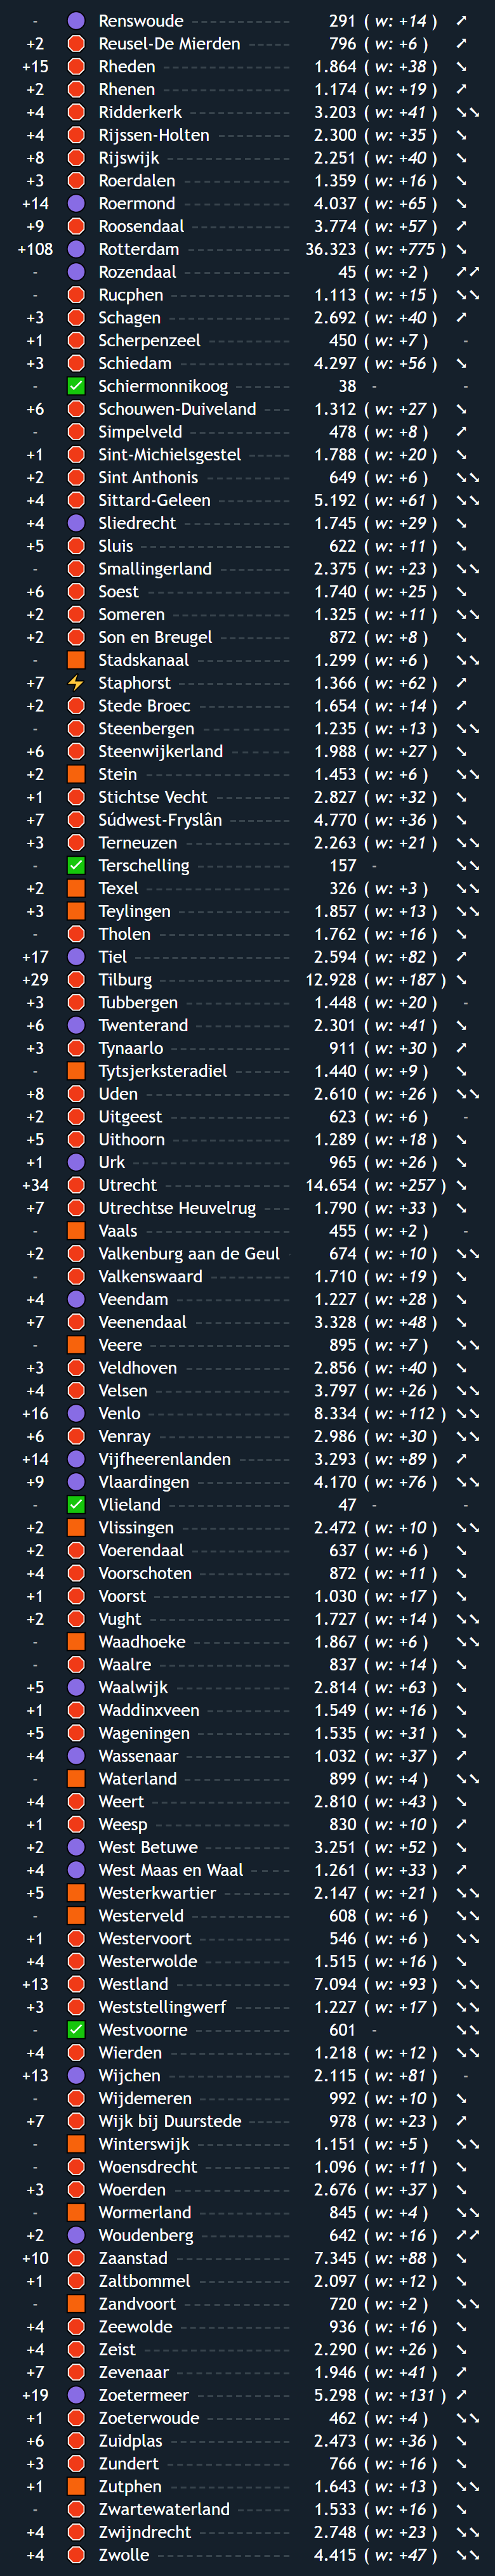 - Renswoude 291 ( w: +14 ) ↗
+2 Reusel-De Mierden 796 ( w: +6 ) ↗
+15 Rheden 1.864 ( w: +38 ) ↘
+2 Rhenen 1.174 ( w: +19 ) ↗
+4 Ridderkerk 3.203 ( w: +41 ) ↘↘
+4 Rijssen-Holten 2.300 ( w: +35 ) ↘
+8 Rijswijk 2.251 ( w: +40 ) ↘
+3 Roerdalen 1.359 ( w: +16 ) ↘
+14 Roermond 4.037 ( w: +65 ) ↘
+9 Roosendaal 3.774 ( w: +57 ) ↗
+108 Rotterdam 36.323 ( w: +775 ) ↘
- Rozendaal 45 ( w: +2 ) ↗↗
- Rucphen 1.113 ( w: +15 ) ↘↘
+3 Schagen 2.692 ( w: +40 ) ↗
+1 Scherpenzeel 450 ( w: +7 ) -
+3 Schiedam 4.297 ( w: +56 ) ↘
- Schiermonnikoog 38 - -
+6 Schouwen-Duiveland 1.312 ( w: +27 ) ↘
- Simpelveld 478 ( w: +8 ) ↗
+1 Sint-Michielsgestel 1.788 ( w: +20 ) ↘
+2 Sint Anthonis 649 ( w: +6 ) ↘↘
+4 Sittard-Geleen 5.192 ( w: +61 ) ↘↘
+4 Sliedrecht 1.745 ( w: +29 ) ↘
+5 Sluis 622 ( w: +11 ) ↘
- Smallingerland 2.375 ( w: +23 ) ↘↘
+6 Soest 1.740 ( w: +25 ) ↘
+2 Someren 1.325 ( w: +11 ) ↘↘
+2 Son en Breugel 872 ( w: +8 ) ↘
- Stadskanaal 1.299 ( w: +6 ) ↘↘
+7 Staphorst 1.366 ( w: +62 ) ↗
+2 Stede Broec 1.654 ( w: +14 ) ↗
- Steenbergen 1.235 ( w: +13 ) ↘↘
+6 Steenwijkerland 1.988 ( w: +27 ) ↘
+2 Stein 1.453 ( w: +6 ) ↘↘
+1 Stichtse Vecht 2.827 ( w: +32 ) ↘
+7 Súdwest-Fryslân 4.770 ( w: +36 ) ↘
+3 Terneuzen 2.263 ( w: +21 ) ↘↘
- Terschelling 157 - ↘↘
+2 Texel 326 ( w: +3 ) ↘↘
+3 Teylingen 1.857 ( w: +13 ) ↘↘
- Tholen 1.762 ( w: +16 ) ↘
+17 Tiel 2.594 ( w: +82 ) ↗
+29 Tilburg 12.928 ( w: +187 ) ↘
+3 Tubbergen 1.448 ( w: +20 ) -
+6 Twenterand 2.301 ( w: +41 ) ↘
+3 Tynaarlo 911 ( w: +30 ) ↗
- Tytsjerksteradiel 1.440 ( w: +9 ) ↘
+8 Uden 2.610 ( w: +26 ) ↘↘
+2 Uitgeest 623 ( w: +6 ) -
+5 Uithoorn 1.289 ( w: +18 ) ↘
+1 Urk 965 ( w: +26 ) ↘
+34 Utrecht 14.654 ( w: +257 ) ↘
+7 Utrechtse Heuvelrug 1.790 ( w: +33 ) ↘
- Vaals 455 ( w: +2 ) -
+2 Valkenburg aan de Geul 674 ( w: +10 ) ↘↘
- Valkenswaard 1.710 ( w: +19 ) ↘
+4 Veendam 1.227 ( w: +28 ) ↘
+7 Veenendaal 3.328 ( w: +48 ) ↘
- Veere 895 ( w: +7 ) ↘↘
+3 Veldhoven 2.856 ( w: +40 ) ↘
+4 Velsen 3.797 ( w: +26 ) ↘↘
+16 Venlo 8.334 ( w: +112 ) ↘↘
+6 Venray 2.986 ( w: +30 ) ↘↘
+14 Vijfheerenlanden 3.293 ( w: +89 ) ↗
+9 Vlaardingen 4.170 ( w: +76 ) ↘↘
- Vlieland 47 - -
+2 Vlissingen 2.472 ( w: +10 ) ↘↘
+2 Voerendaal 637 ( w: +6 ) ↘
+4 Voorschoten 872 ( w: +11 ) ↘
+1 Voorst 1.030 ( w: +17 ) ↘
+2 Vught 1.727 ( w: +14 ) ↘↘
- Waadhoeke 1.867 ( w: +6 ) ↘↘
- Waalre 837 ( w: +14 ) ↘
+5 Waalwijk 2.814 ( w: +63 ) ↘
+1 Waddinxveen 1.549 ( w: +16 ) ↘
+5 Wageningen 1.535 ( w: +31 ) ↘
+4 Wassenaar 1.032 ( w: +37 ) ↗
- Waterland 899 ( w: +4 ) ↘↘
+4 Weert 2.810 ( w: +43 ) ↘
+1 Weesp 830 ( w: +10 ) ↗
+2 West Betuwe 3.251 ( w: +52 ) ↘
+4 West Maas en Waal 1.261 ( w: +33 ) ↗
+5 Westerkwartier 2.147 ( w: +21 ) ↘↘
- Westerveld 608 ( w: +6 ) ↘↘
+1 Westervoort 546 ( w: +6 ) ↘↘
+4 Westerwolde 1.515 ( w: +16 ) ↘
+13 Westland 7.094 ( w: +93 ) ↘↘
+3 Weststellingwerf 1.227 ( w: +17 ) ↘↘
- Westvoorne 601 - ↘↘
+4 Wierden 1.218 ( w: +12 ) ↘↘
+13 Wijchen 2.115 ( w: +81 ) -
- Wijdemeren 992 ( w: +10 ) ↘
+7 Wijk bij Duurstede 978 ( w: +23 ) ↗
- Winterswijk 1.151 ( w: +5 ) ↘↘
- Woensdrecht 1.096 ( w: +11 ) ↘
+3 Woerden 2.676 ( w: +37 ) ↘
- Wormerland 845 ( w: +4 ) ↘↘
+2 Woudenberg 642 ( w: +16 ) ↗↗
+10 Zaanstad 7.345 ( w: +88 ) ↘
+1 Zaltbommel 2.097 ( w: +12 ) ↘
- Zandvoort 720 ( w: +2 ) ↘↘
+4 Zeewolde 936 ( w: +16 ) ↘
+4 Zeist 2.290 ( w: +26 ) ↘
+7 Zevenaar 1.946 ( w: +41 ) ↗
+19 Zoetermeer 5.298 ( w: +131 ) ↗
+1 Zoeterwoude 462 ( w: +4 ) ↘↘
+6 Zuidplas 2.473 ( w: +36 ) ↘
+3 Zundert 766 ( w: +16 ) ↘
+1 Zutphen 1.643 ( w: +13 ) ↘↘
- Zwartewaterland 1.533 ( w: +16 ) ↘
+4 Zwijndrecht 2.748 ( w: +23 ) ↘↘
+4 Zwolle 4.415 ( w: +47 ) ↘↘